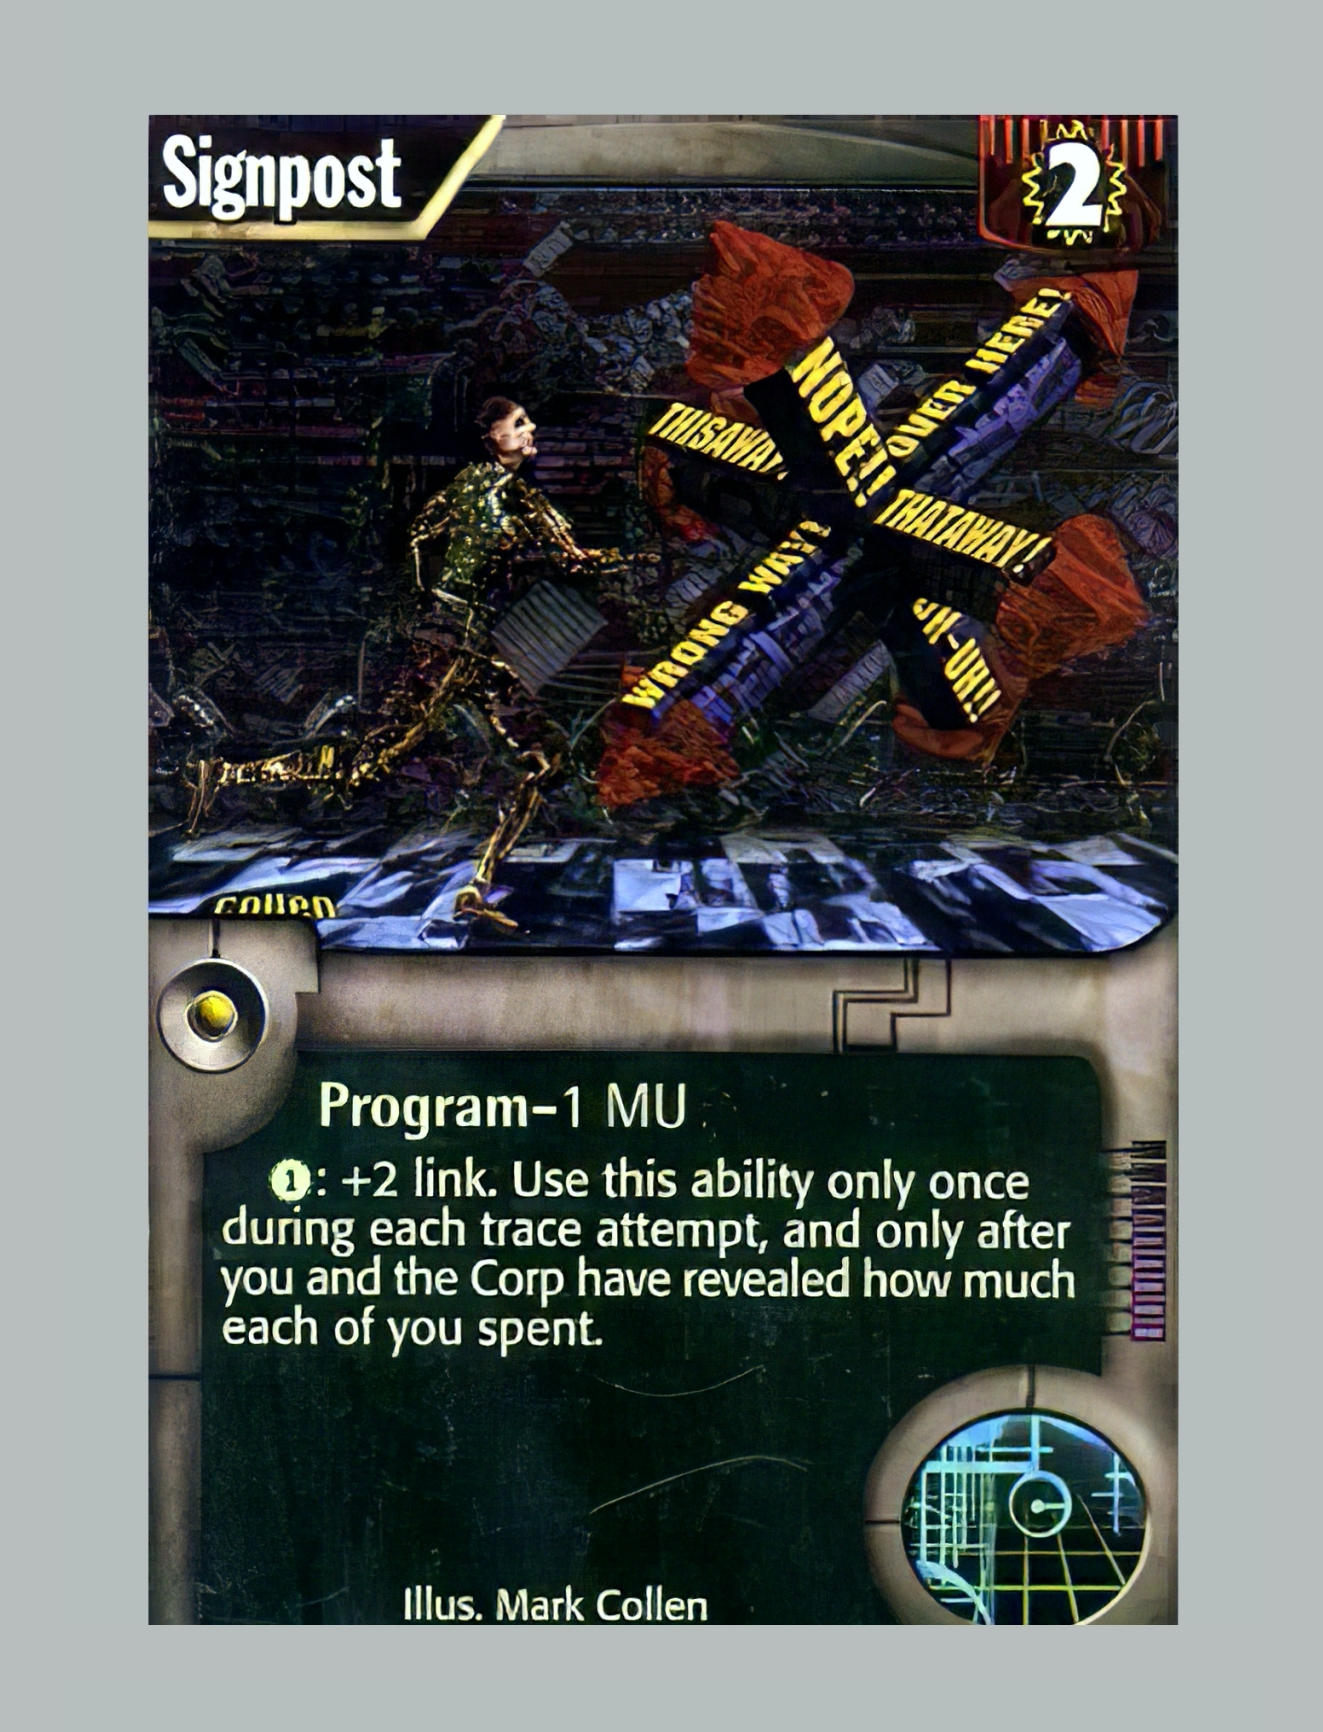 Signpost
2
NOPE!!
OVER HERE!
THISAWAY!
THATAWAY!
WRONG WAY!
UH-UH!!
COLLEN
Program–1 MU
1: +2 link. Use this ability only once
during each trace attempt, and only after
you and the Corp have revealed how much
each of you spent.
Illus. Mark Collen